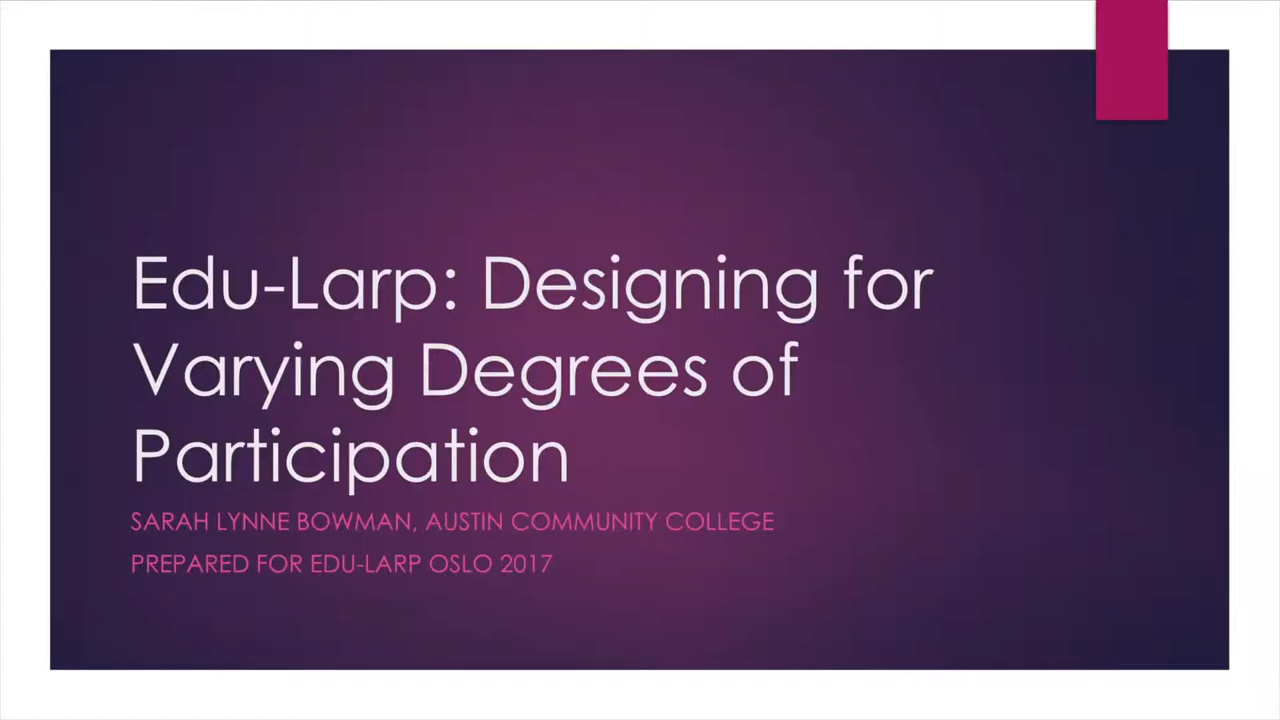 Edu-Larp: Designing for
Varying Degrees of
Participation
SARAH LYNNE BOWMAN, AUSTIN COMMUNITY COLLEGE
PREPARED FOR EDU-LARP OSLO 2017